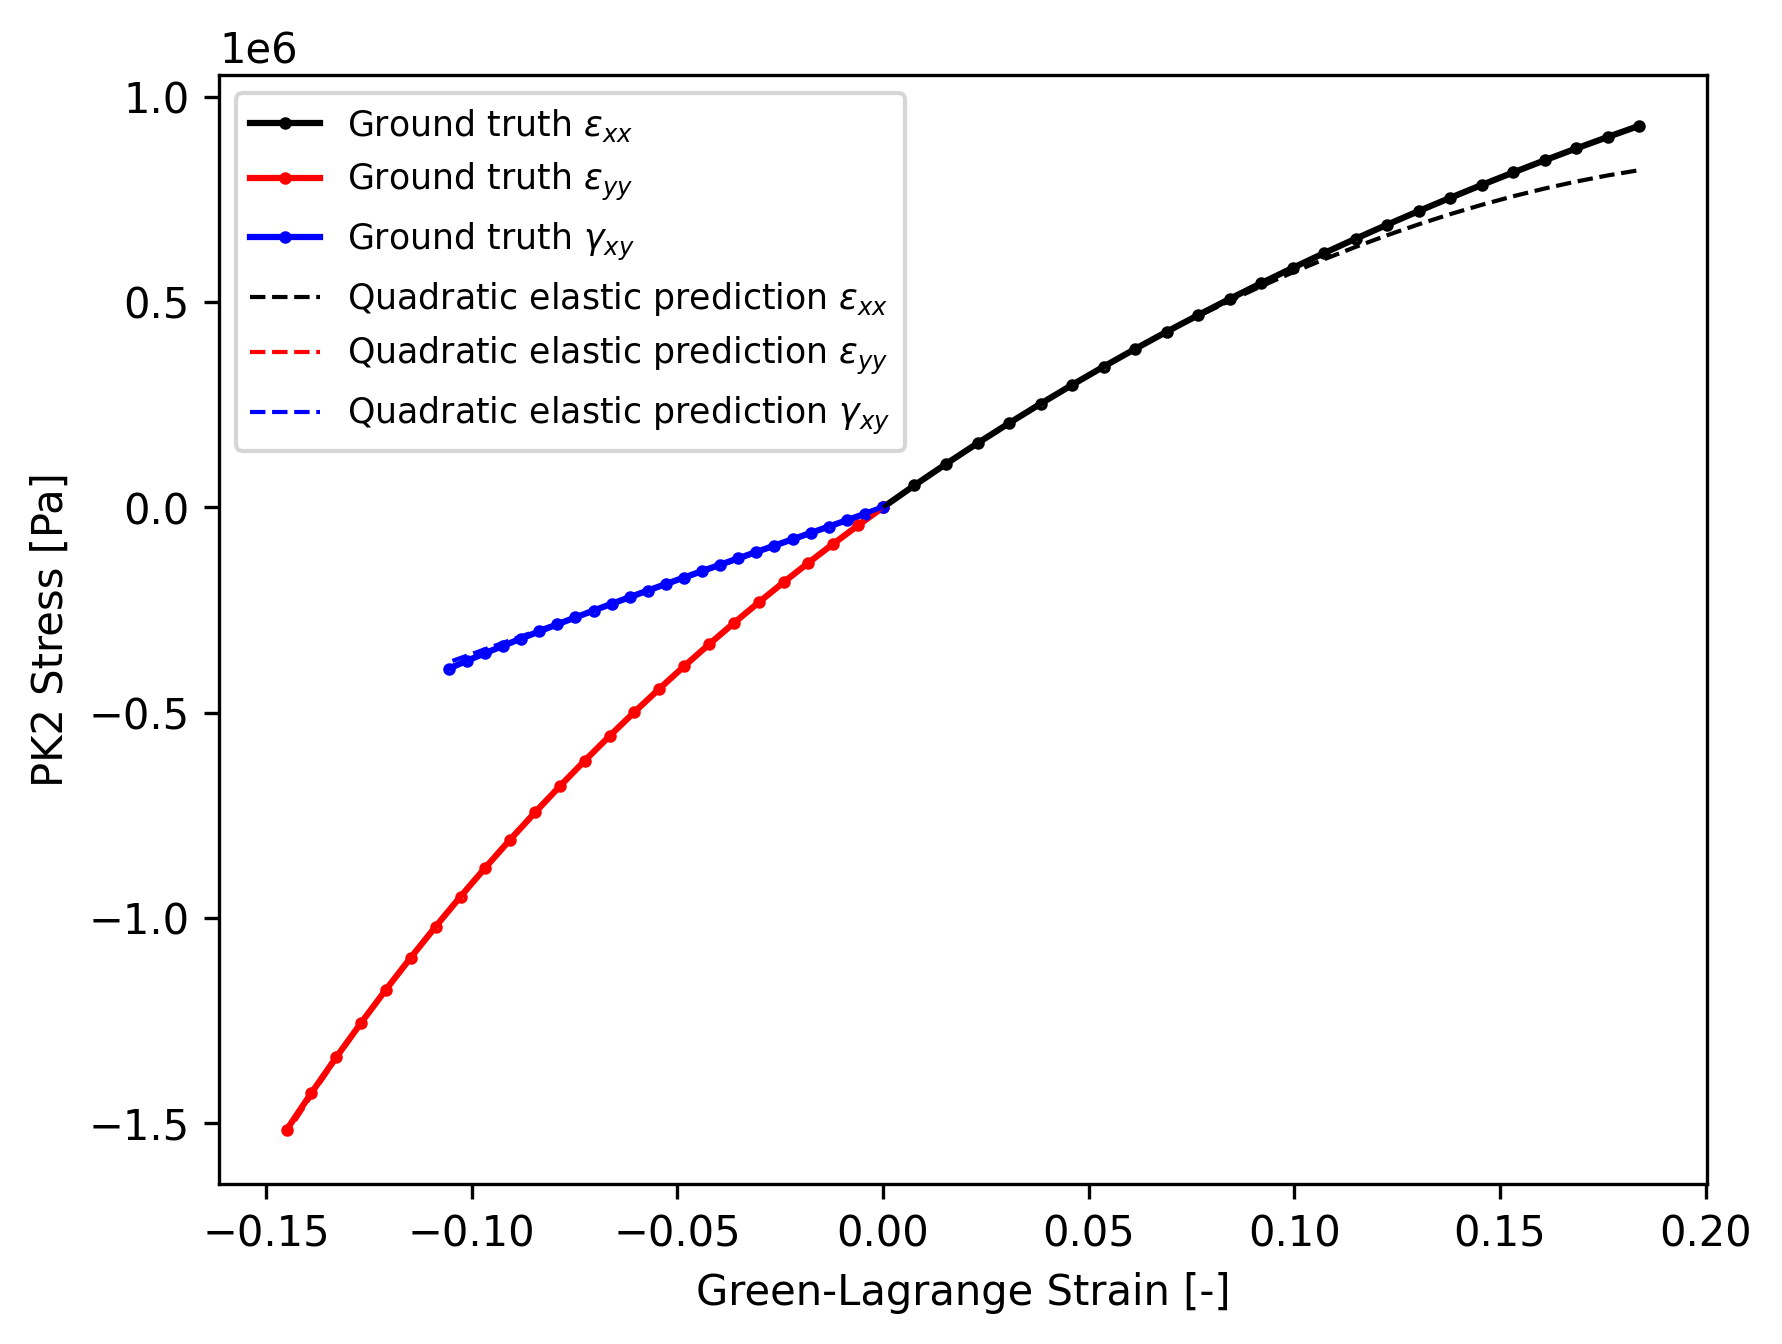 1e6
1.0
0.5
0.0
−0.5
−1.0
−1.5
PK2 Stress [Pa]
Ground truth εxx
Ground truth εyy
Ground truth γxy
Quadratic elastic prediction εxx
Quadratic elastic prediction εyy
Quadratic elastic prediction γxy
−0.15 −0.10 −0.05 0.00 0.05 0.10 0.15 0.20
Green-Lagrange Strain [-]